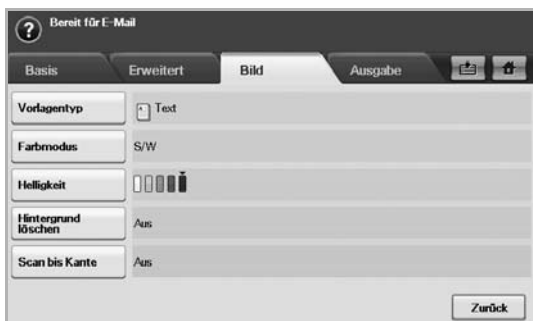 Bereit für E-Mail
Basis Erweitert Bild Ausgabe
Vorlagentyp Text
Farbmodus S/W
Helligkeit
Hintergrund
löschen Aus
Scan bis Kante Aus
Zurück